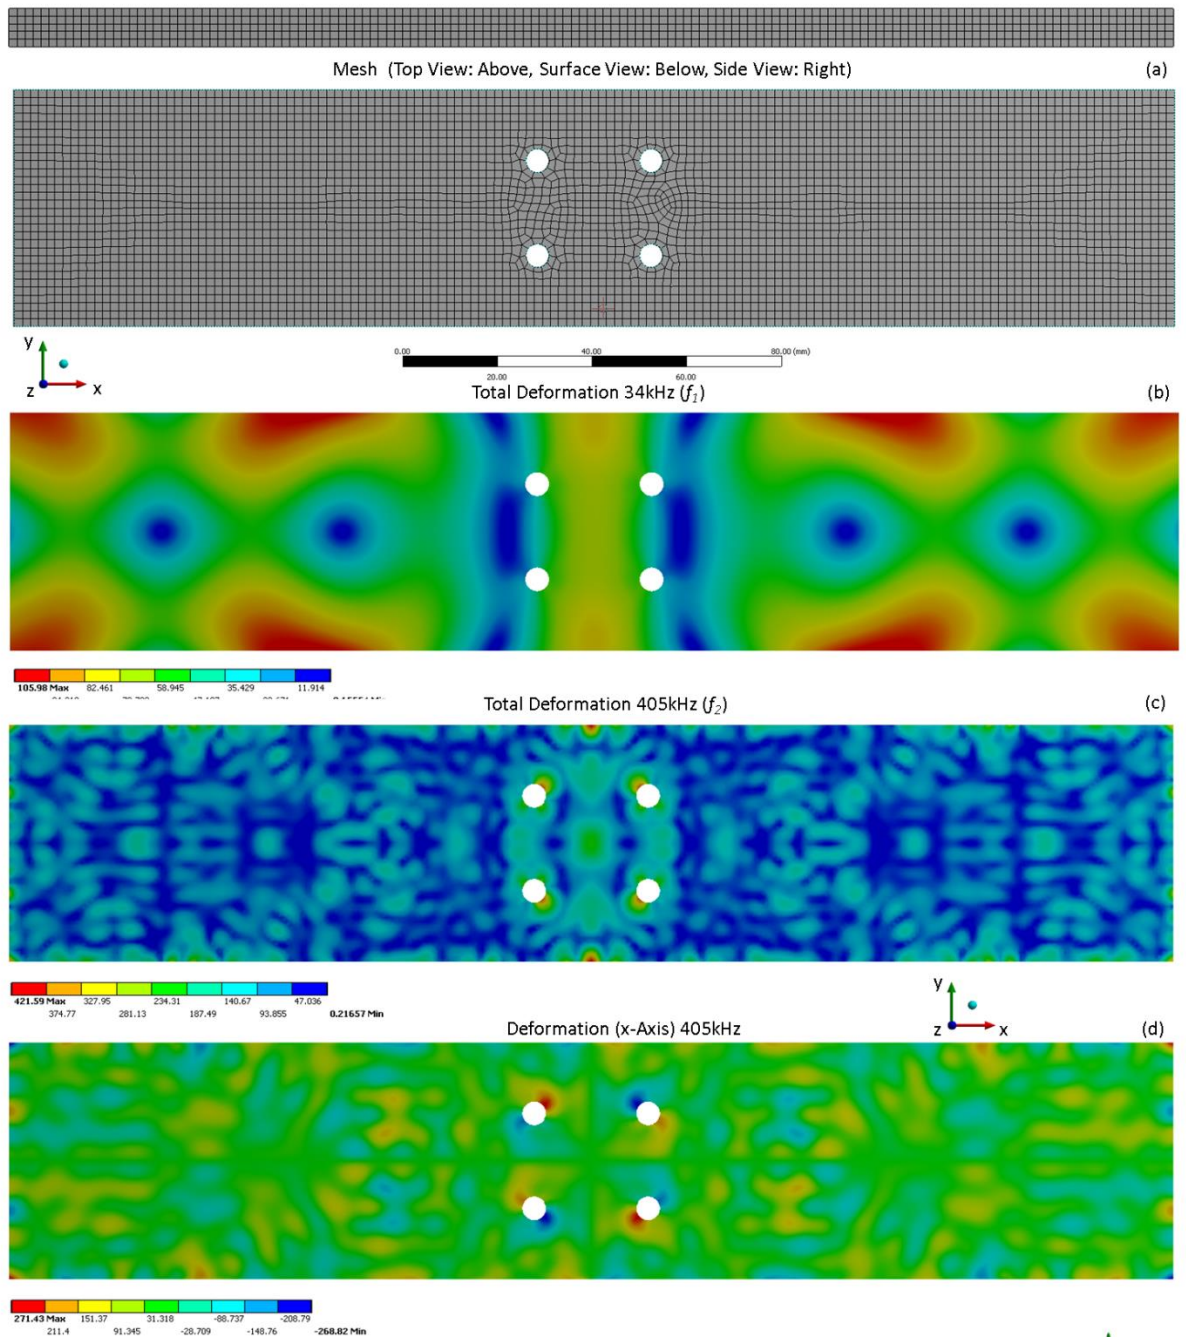 Mesh (Top View: Above, Surface View: Below, Side View: Right) (a)
y
z x
0.00 40.00 80.00 (mm)
20.00 60.00
Total Deformation 34kHz (f1) (b)
105.98 Max 82.461 58.945 35.429 11.914
Total Deformation 405kHz (f2) (c)
421.59 Max 327.95 234.31 140.67 47.036
374.77 281.13 187.49 93.855 0.21657 Min
y
z x
Deformation (x-Axis) 405kHz (d)
271.43 Max 151.37 31.318 -88.737 -208.79
211.4 91.345 -28.709 -148.76 -268.82 Min